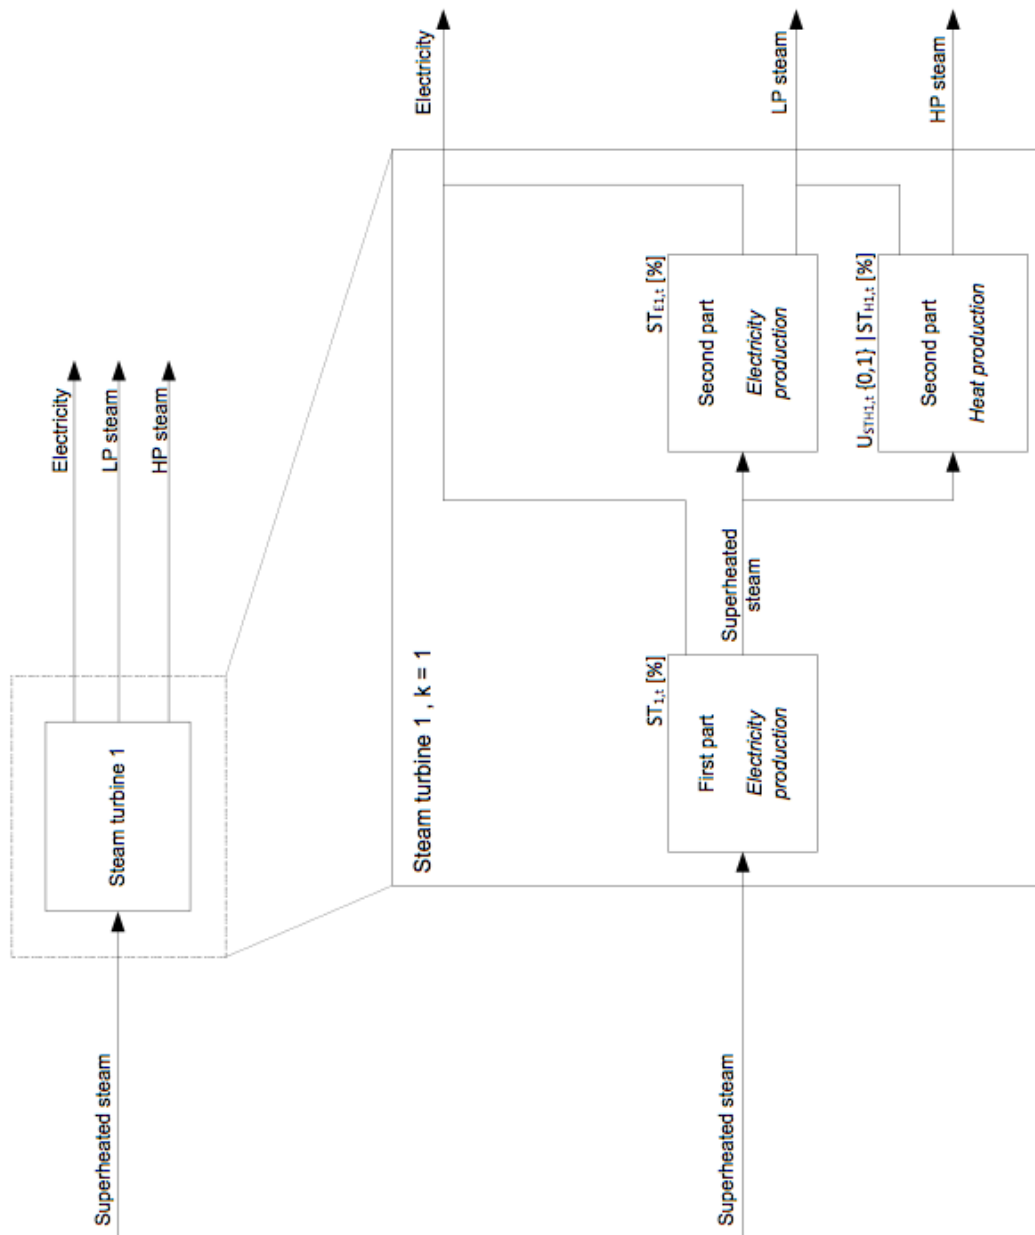 Superheated steam
Steam turbine 1
Electricity
LP steam
HP steam
Steam turbine 1 , k = 1
Superheated steam
ST1,t [%]
First part
Electricity
production
Superheated
steam
STE1,t [%]
Second part
Electricity
production
USTH1,t {0,1} |STH1,t [%]
Second part
Heat production
Electricity
LP steam
HP steam